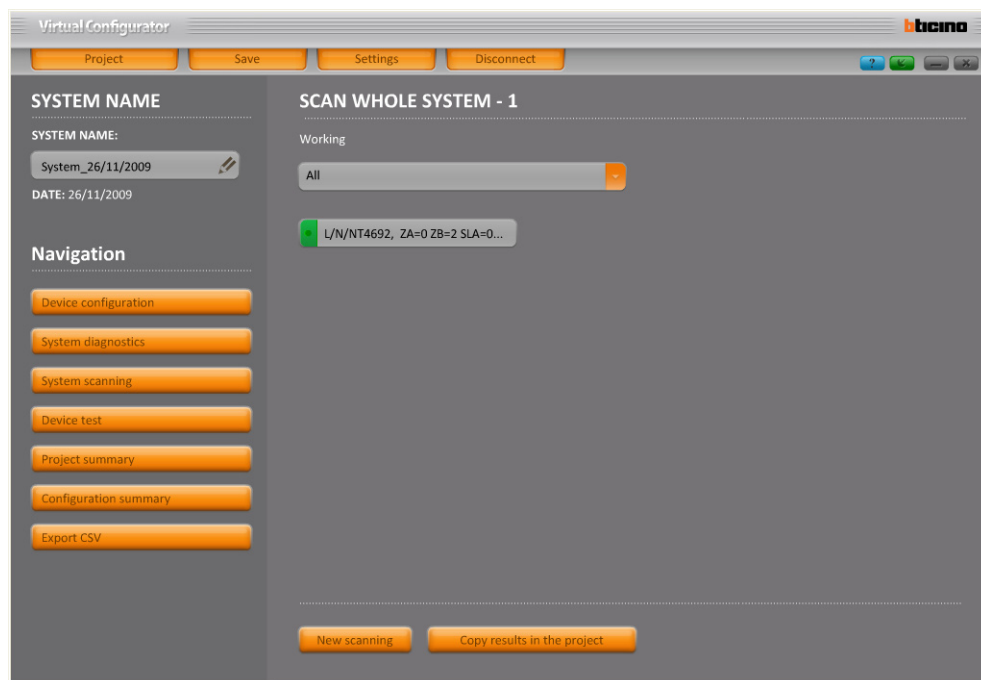 Virtual Configurator
bticino
Project Save Settings Disconnect
?
SYSTEM NAME
SYSTEM NAME:
System_26/11/2009
DATE: 26/11/2009
Navigation
Device configuration
System diagnostics
System scanning
Device test
Project summary
Configuration summary
Export CSV
SCAN WHOLE SYSTEM - 1
Working
All
L/N/NT4692, ZA=0 ZB=2 SLA=0...
New scanning
Copy results in the project